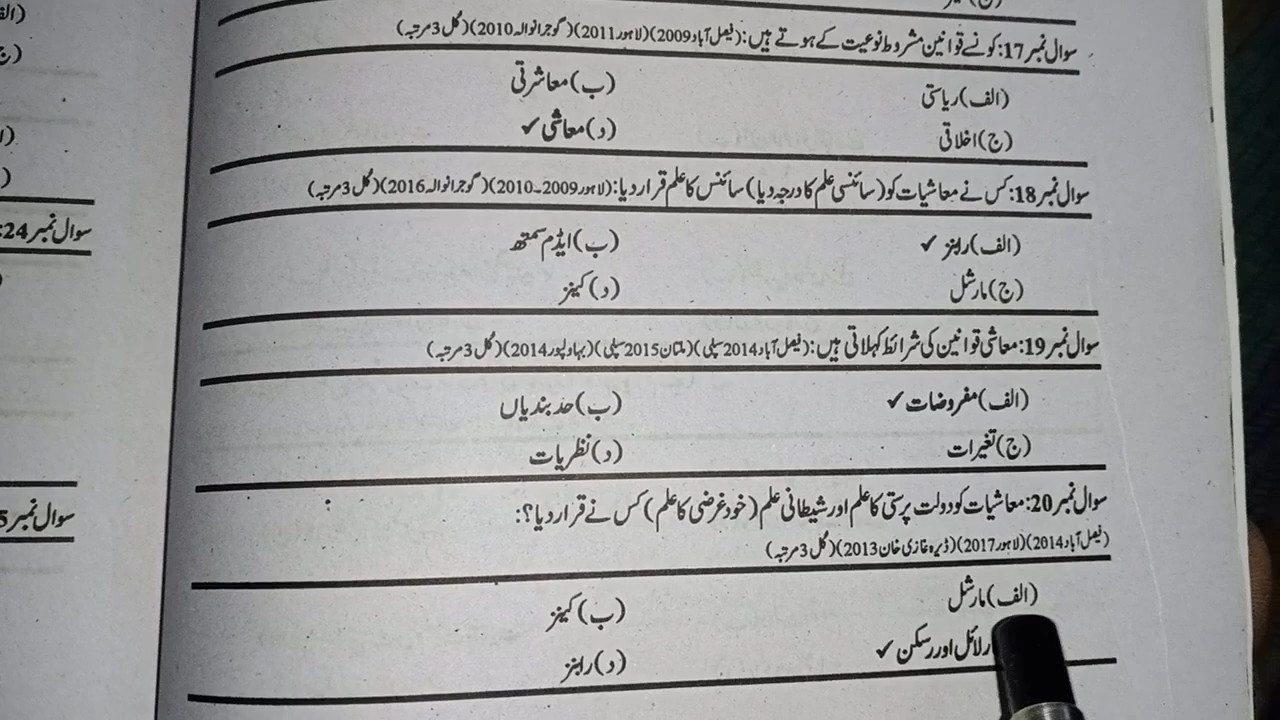 سوال نمبر 17: کونسے قوانین مشروط نوعیت کے ہوتے ہیں: (فیصل آباد 2009)(لاہور 2011)(گوجرانوالہ 2010)(کل 3 مرتبہ)
(الف) ریاستی (ب) معاشرتی
(ج) اخلاقی (د) معاشی ✓
سوال نمبر 18: کس نے معاشیات کو (سائنسی علم کا درجہ دیا) سائنس کا علم قرار دیا: (لاہور 2009-2010)(گوجرانوالہ 2016)(کل 3 مرتبہ)
(الف) رابنز ✓ (ب) ایڈم سمتھ
(ج) مارشل (د) کینز
سوال نمبر 19: معاشی قوانین کی شرائط کہلاتی ہیں: (فیصل آباد 2014 سپلی)(ملتان 2015 سپلی)(بہاولپور 2014)(کل 3 مرتبہ)
(الف) مفروضات ✓ (ب) حد بندیاں
(ج) تغیرات (د) نظریات
سوال نمبر 20: معاشیات کو دولت پرستی کا علم اور شیطانی علم (خود غرضی کا علم) کس نے قرار دیا؟:
(فیصل آباد 2014)(لاہور 2017)(ڈیرہ غازی خان 2013)(کل 3 مرتبہ)
(الف) مارشل (ب) کینز
رلائل اور رسکن ✓ (د) رابنز
سوال نمبر 24:
سوال نمبر 5